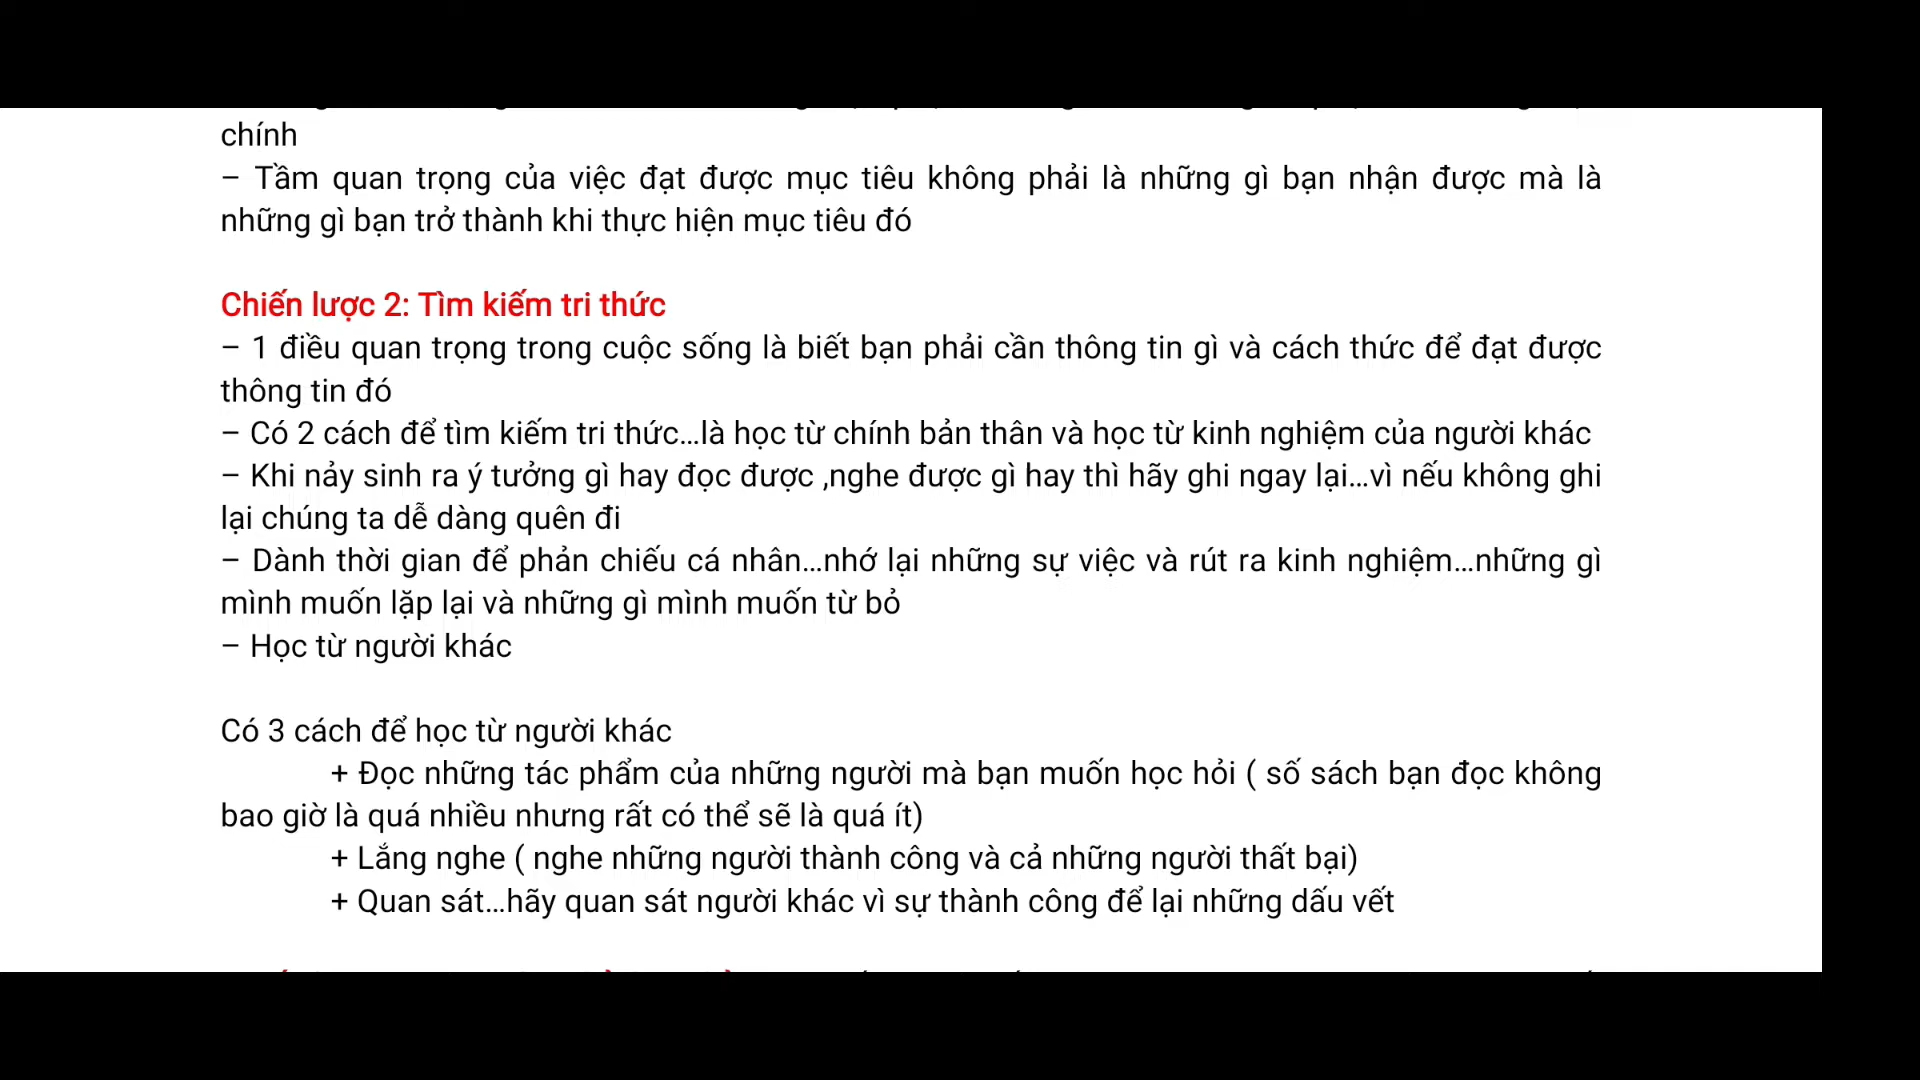 chính
– Tầm quan trọng của việc đạt được mục tiêu không phải là những gì bạn nhận được mà là
những gì bạn trở thành khi thực hiện mục tiêu đó
Chiến lược 2: Tìm kiếm tri thức
– 1 điều quan trọng trong cuộc sống là biết bạn phải cần thông tin gì và cách thức để đạt được
thông tin đó
– Có 2 cách để tìm kiếm tri thức…là học từ chính bản thân và học từ kinh nghiệm của người khác
– Khi nảy sinh ra ý tưởng gì hay đọc được ,nghe được gì hay thì hãy ghi ngay lại…vì nếu không ghi
lại chúng ta dễ dàng quên đi
– Dành thời gian để phản chiếu cá nhân…nhớ lại những sự việc và rút ra kinh nghiệm…những gì
mình muốn lặp lại và những gì mình muốn từ bỏ
– Học từ người khác
Có 3 cách để học từ người khác
+ Đọc những tác phẩm của những người mà bạn muốn học hỏi ( số sách bạn đọc không
bao giờ là quá nhiều nhưng rất có thể sẽ là quá ít)
+ Lắng nghe ( nghe những người thành công và cả những người thất bại)
+ Quan sát…hãy quan sát người khác vì sự thành công để lại những dấu vết